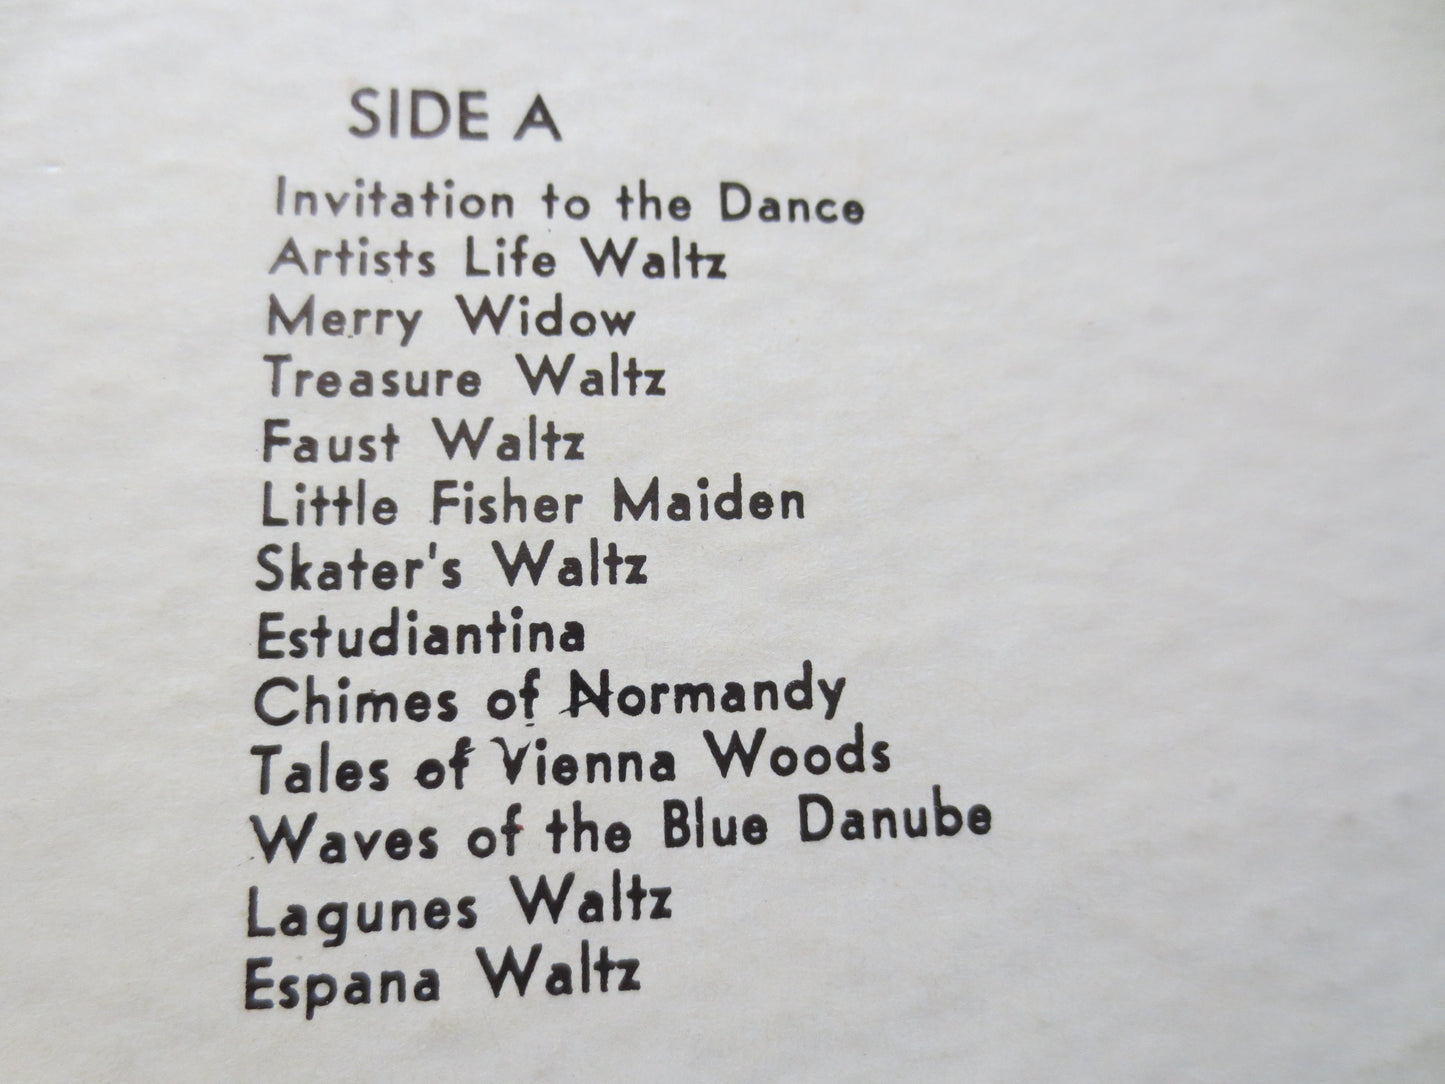 SIDE A
Invitation to the Dance
Artists Life Waltz
Merry Widow
Treasure Waltz
Faust Waltz
Little Fisher Maiden
Skater's Waltz
Estudiantina
Chimes of Normandy
Tales of Vienna Woods
Waves of the Blue Danube
Lagunes Waltz
Espana Waltz